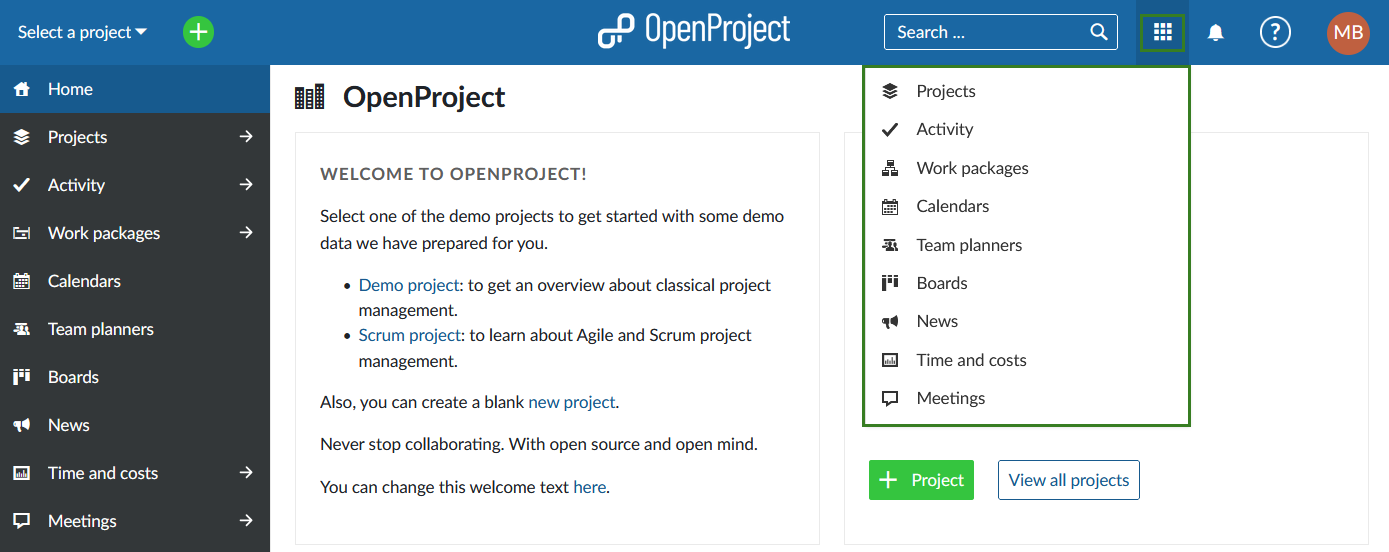 Select a project
OpenProject
Search ...
?
MB
Home
Projects
Activity
Work packages
Calendars
Team planners
Boards
News
Time and costs
Meetings
OpenProject
WELCOME TO OPENPROJECT!
Select one of the demo projects to get started with some demo
data we have prepared for you.
• Demo project: to get an overview about classical project
management.
• Scrum project: to learn about Agile and Scrum project
management.
Also, you can create a blank new project.
Never stop collaborating. With open source and open mind.
You can change this welcome text here.
Projects
Activity
Work packages
Calendars
Team planners
Boards
News
Time and costs
Meetings
+ Project
View all projects